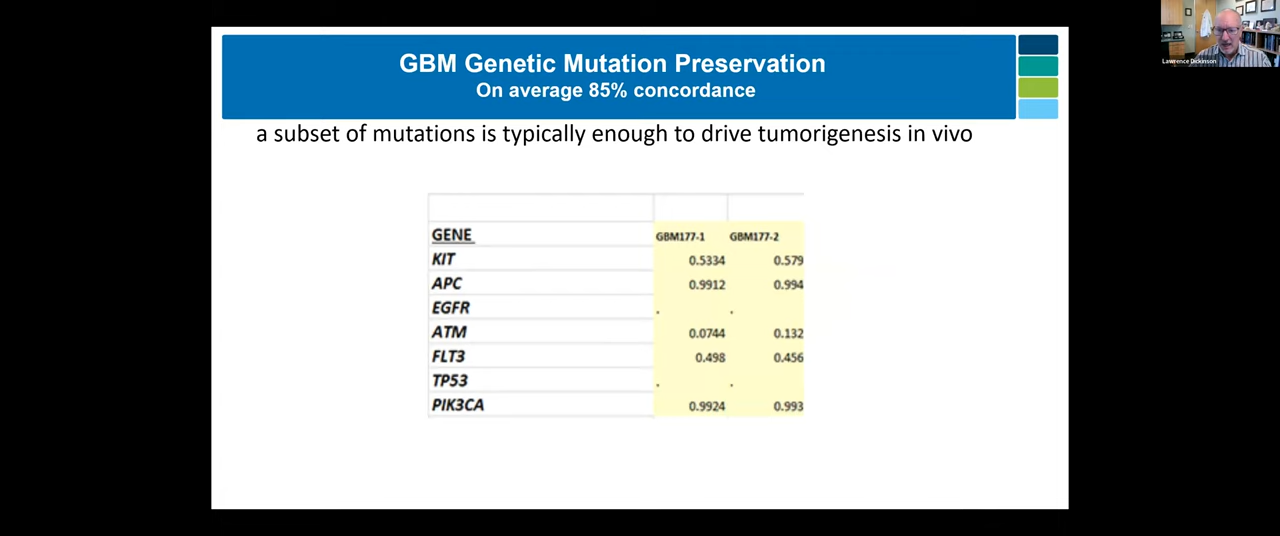 GBM Genetic Mutation Preservation
On average 85% concordance
a subset of mutations is typically enough to drive tumorigenesis in vivo
GENE GBM177-1 GBM177-2
KIT 0.5334 0.579
APC 0.9912 0.994
EGFR . .
ATM 0.0744 0.132
FLT3 0.498 0.456
TP53 . .
PIK3CA 0.9924 0.993
Lawrence Dickinson